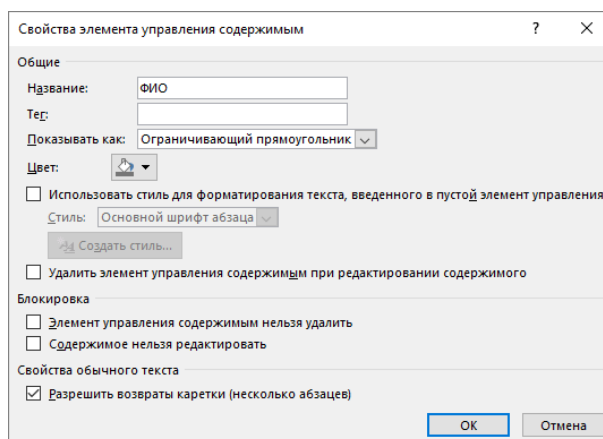 Свойства элемента управления содержимым ? ×
Общие
Название: ФИО
Тег:
Показывать как: Ограничивающий прямоугольник
Цвет:
Использовать стиль для форматирования текста, введенного в пустой элемент управления
Стиль: Основной шрифт абзаца
Создать стиль...
Удалить элемент управления содержимым при редактировании содержимого
Блокировка
Элемент управления содержимым нельзя удалить
Содержимое нельзя редактировать
Свойства обычного текста
Разрешить возвраты каретки (несколько абзацев)
ОК Отмена